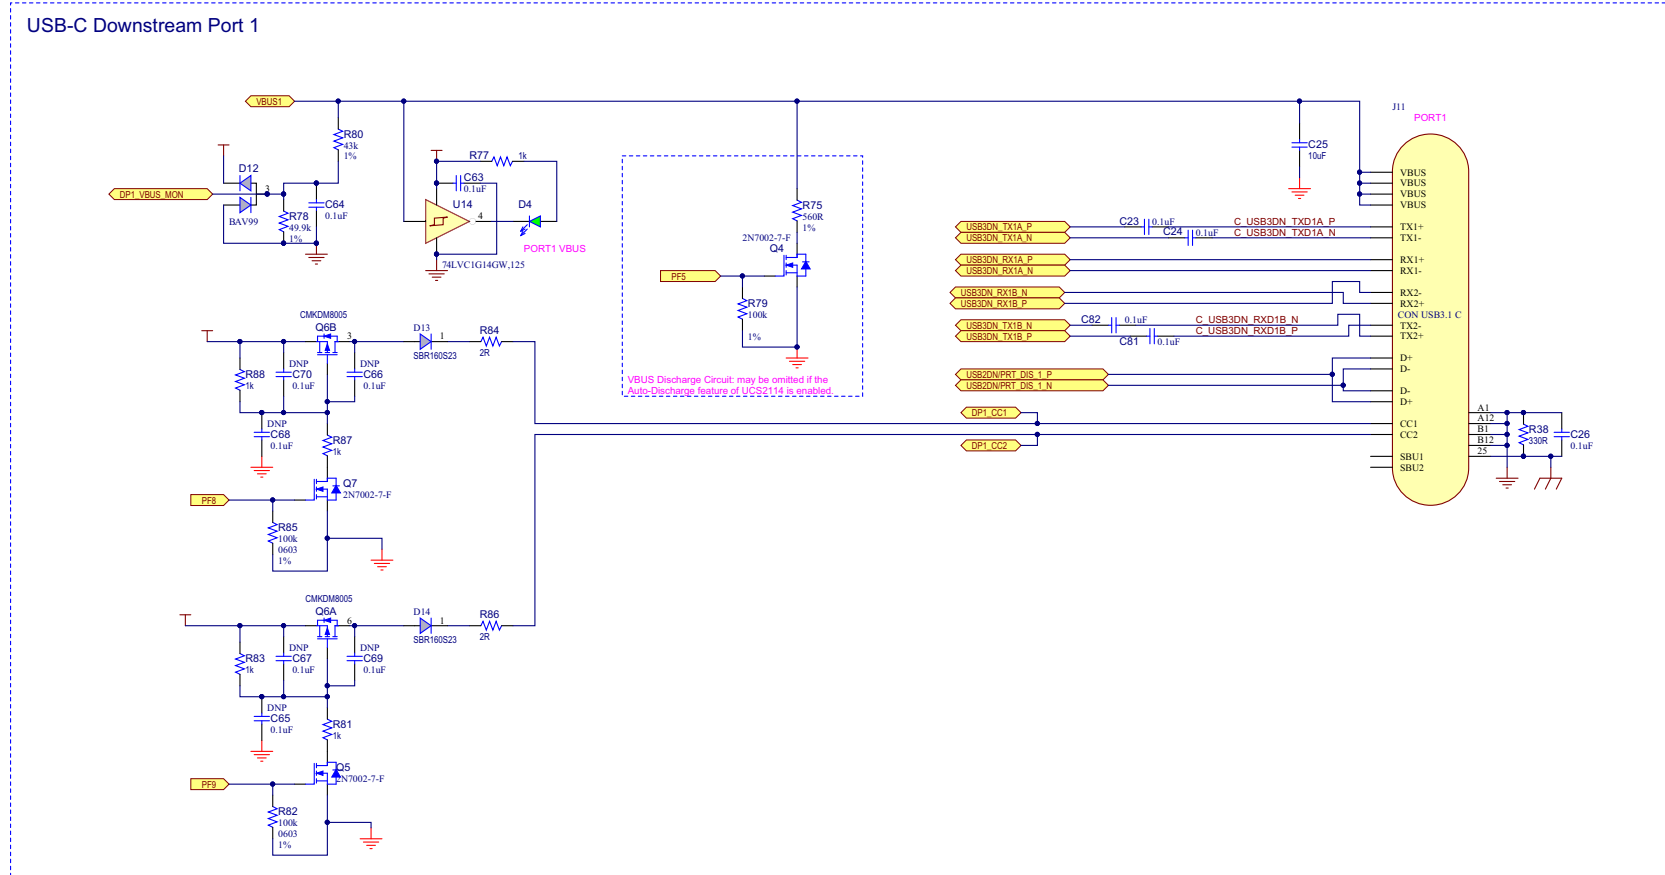 USB-C Downstream Port 1
VBUS1
R80
43k
1%
D12
3
DP1_VBUS_MON
BAV99
R78
49.9k
1%
C64
0.1uF
R77
1k
C63
0.1uF
U14
4
D4
PORT1 VBUS
74LVC1G14GW,125
R75
560R
1%
2N7002-7-F
Q4
PF5
R79
100k
1%
VBUS Discharge Circuit: may be omitted if the
Auto-Discharge feature of UCS2114 is enabled.
C25
10uF
J11
PORT1
VBUS
VBUS
VBUS
VBUS
USB3DN_TX1A_P
C23
0.1uF
C_USB3DN_TXD1A_P
TX1+
USB3DN_TX1A_N
C24
0.1uF
C_USB3DN_TXD1A_N
TX1-
USB3DN_RX1A_P
RX1+
USB3DN_RX1A_N
RX1-
USB3DN_RX1B_N
RX2-
USB3DN_RX1B_P
RX2+
CON USB3.1 C
USB3DN_TX1B_N
C82
0.1uF
C_USB3DN_RXD1B_N
TX2-
USB3DN_TX1B_P
C81
0.1uF
C_USB3DN_RXD1B_P
TX2+
D+
D-
USB2DN/PRT_DIS_1_P
USB2DN/PRT_DIS_1_N
D-
D+
DP1_CC1
CC1
DP1_CC2
CC2
SBU1
SBU2
A1
A12
B1
B12
25
R38
330R
C26
0.1uF
CMKDM8005
Q6B
3
D13
1
SBR160S23
R84
2R
R88
1k
DNP
C70
0.1uF
DNP
C66
0.1uF
DNP
C68
0.1uF
R87
1k
Q7
2N7002-7-F
PF8
R85
100k
0603
1%
CMKDM8005
Q6A
6
D14
1
SBR160S23
R86
2R
R83
1k
DNP
C67
0.1uF
DNP
C69
0.1uF
DNP
C65
0.1uF
R81
1k
Q5
2N7002-7-F
PF9
R82
100k
0603
1%